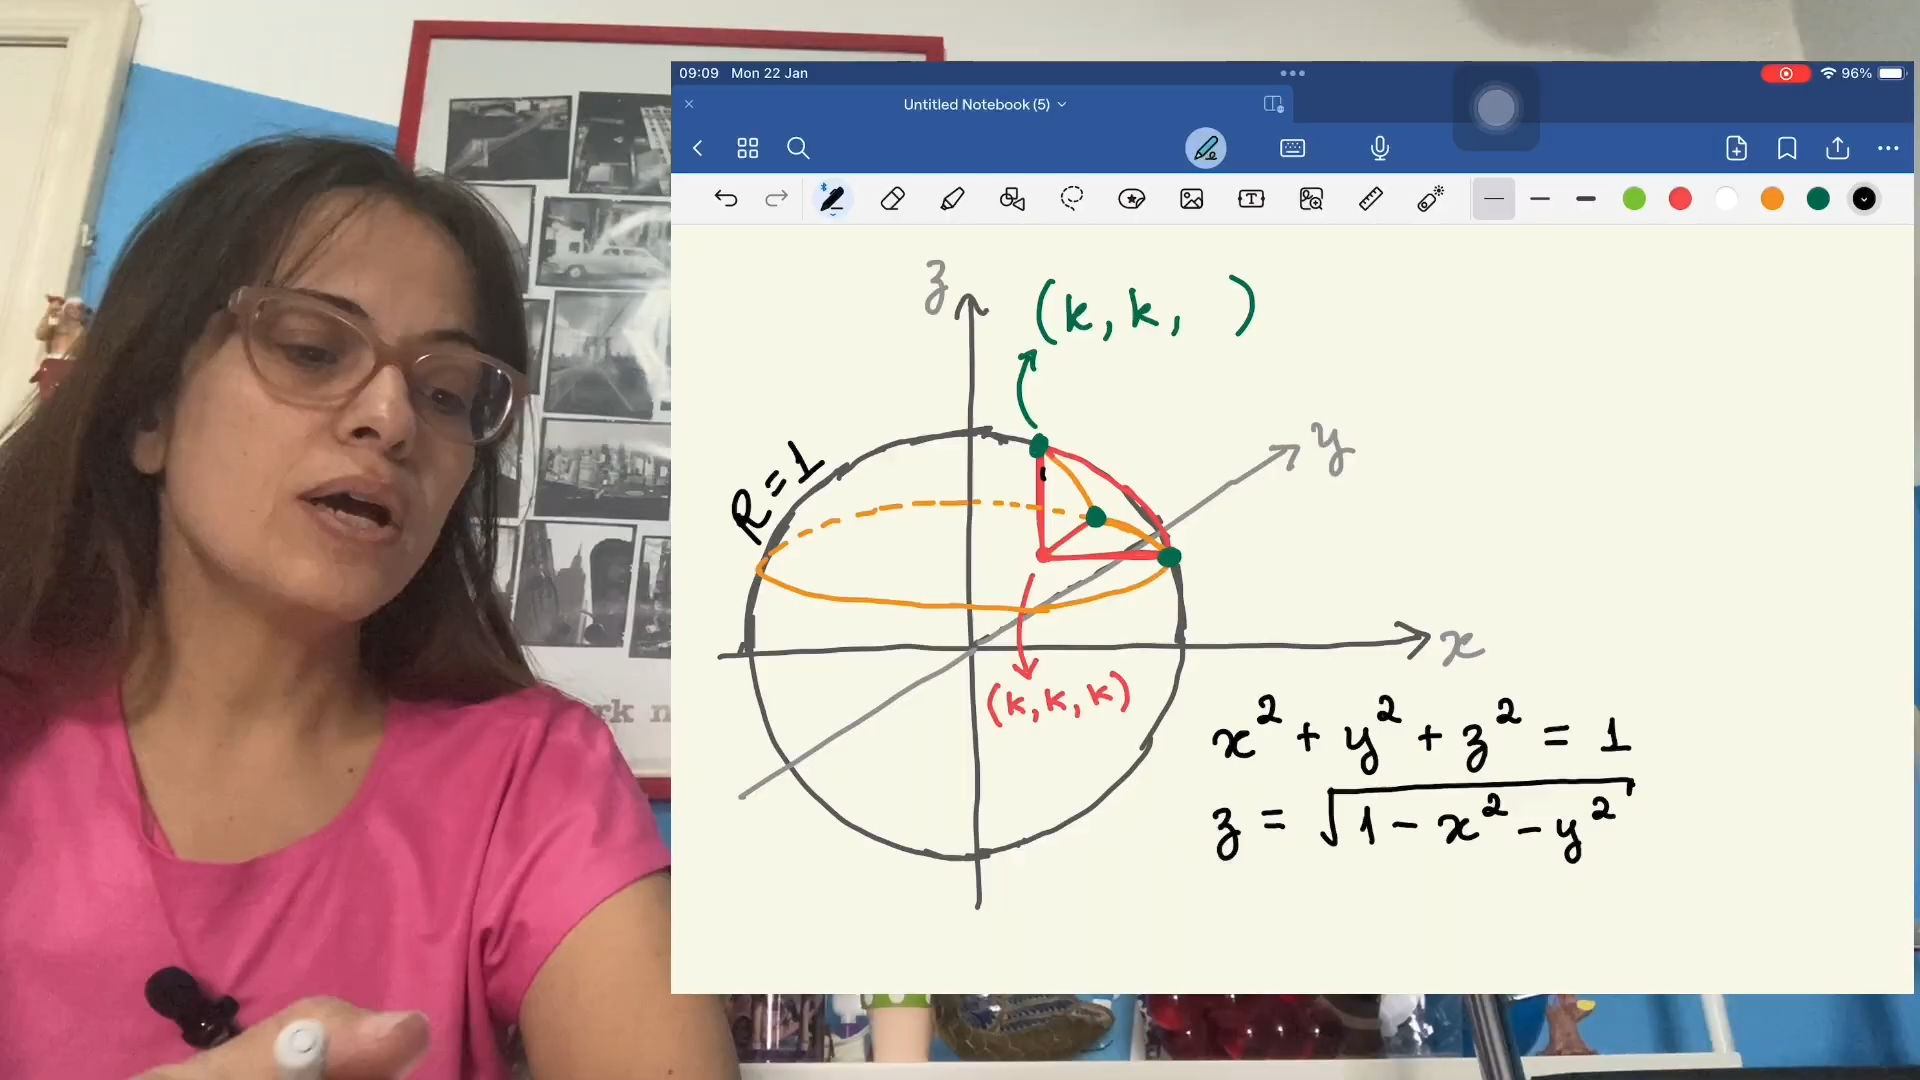 09:09 Mon 22 Jan
96%
Untitled Notebook (5)
z
(k, k, )
y
R=1
x
(k, k, k)
x² + y² + z² = 1
z = √1 - x² - y²